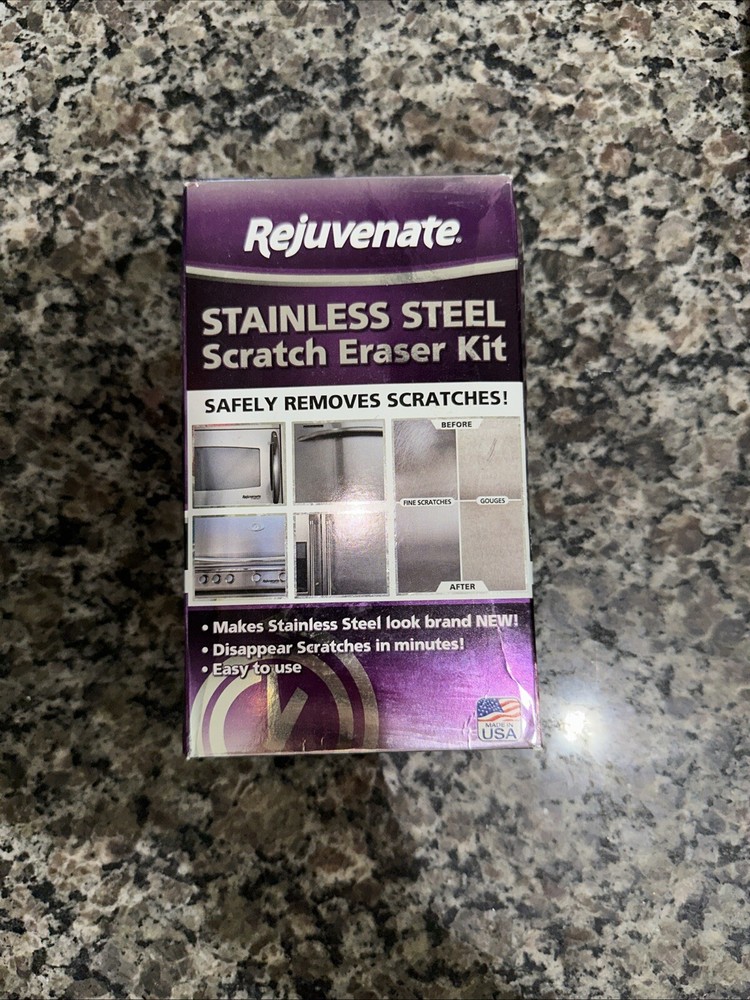 Rejuvenate®
STAINLESS STEEL
Scratch Eraser Kit
SAFELY REMOVES SCRATCHES!
BEFORE
FINE SCRATCHES
GOUGES
AFTER
• Makes Stainless Steel look brand NEW!
• Disappear Scratches in minutes!
• Easy to use
MADE IN
USA